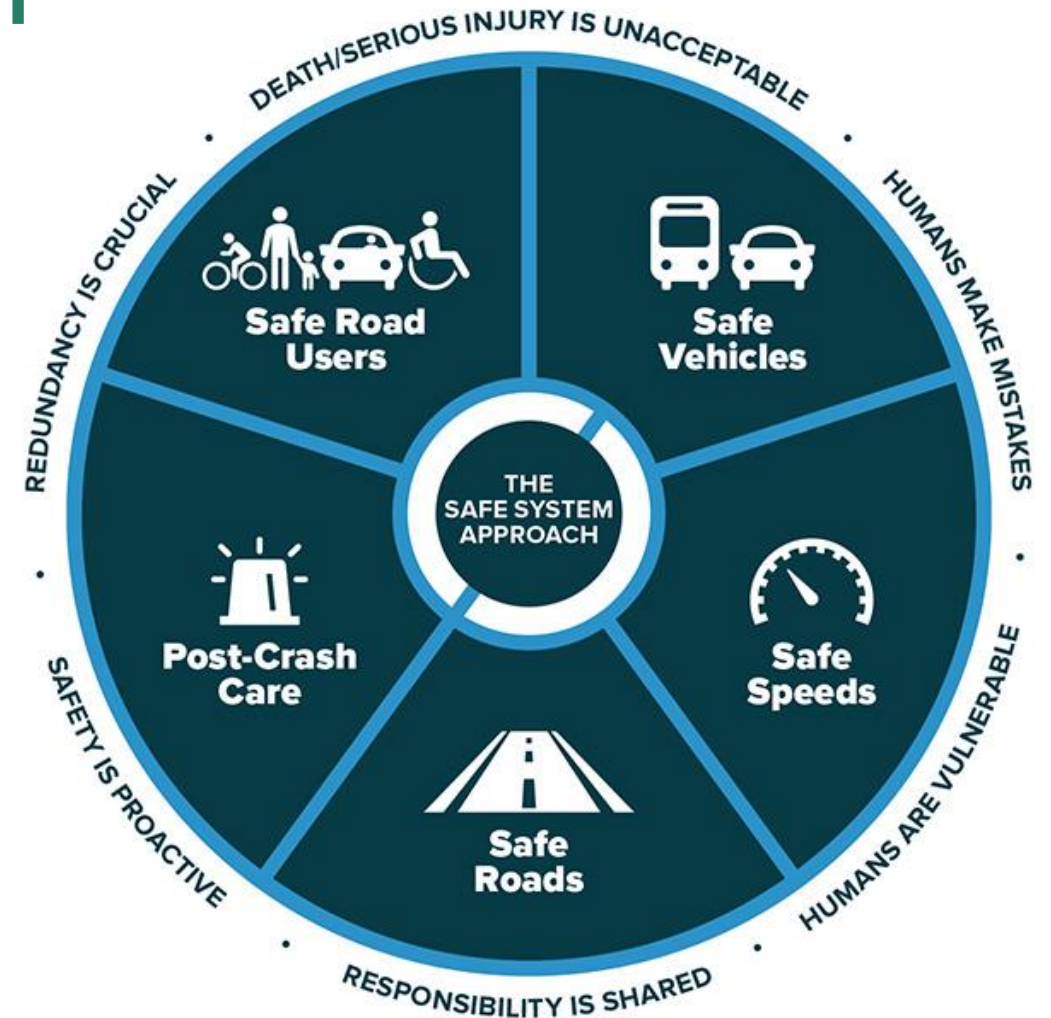 DEATH/SERIOUS INJURY IS UNACCEPTABLE
HUMANS MAKE MISTAKES
HUMANS ARE VULNERABLE
RESPONSIBILITY IS SHARED
SAFETY IS PROACTIVE
REDUNDANCY IS CRUCIAL
Safe Road
Users
Safe
Vehicles
THE
SAFE SYSTEM
APPROACH
Post-Crash
Care
Safe
Speeds
Safe
Roads